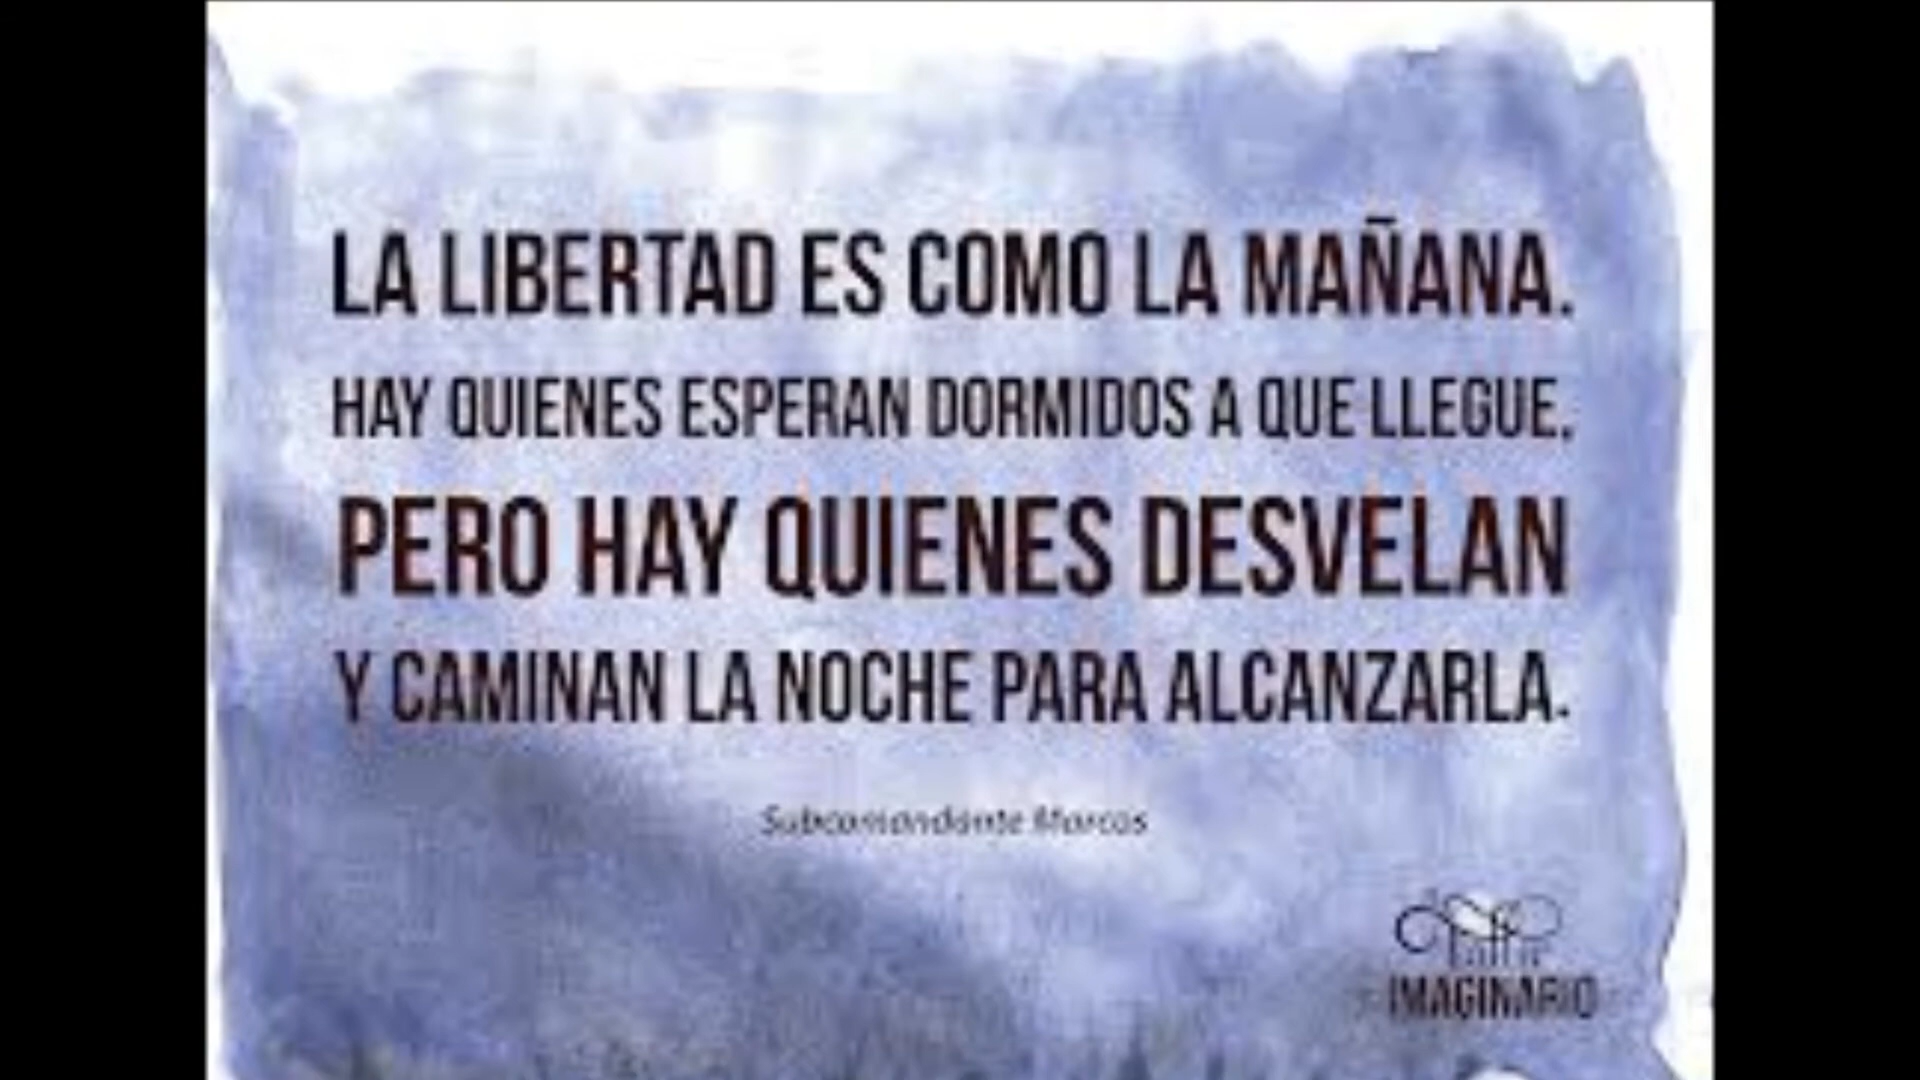 LA LIBERTAD ES COMO LA MAÑANA.
HAY QUIENES ESPERAN DORMIDOS A QUE LLEGUE,
PERO HAY QUIENES DESVELAN
Y CAMINAN LA NOCHE PARA ALCANZARLA.
Subcomandante Marcos
IMAGINARIO